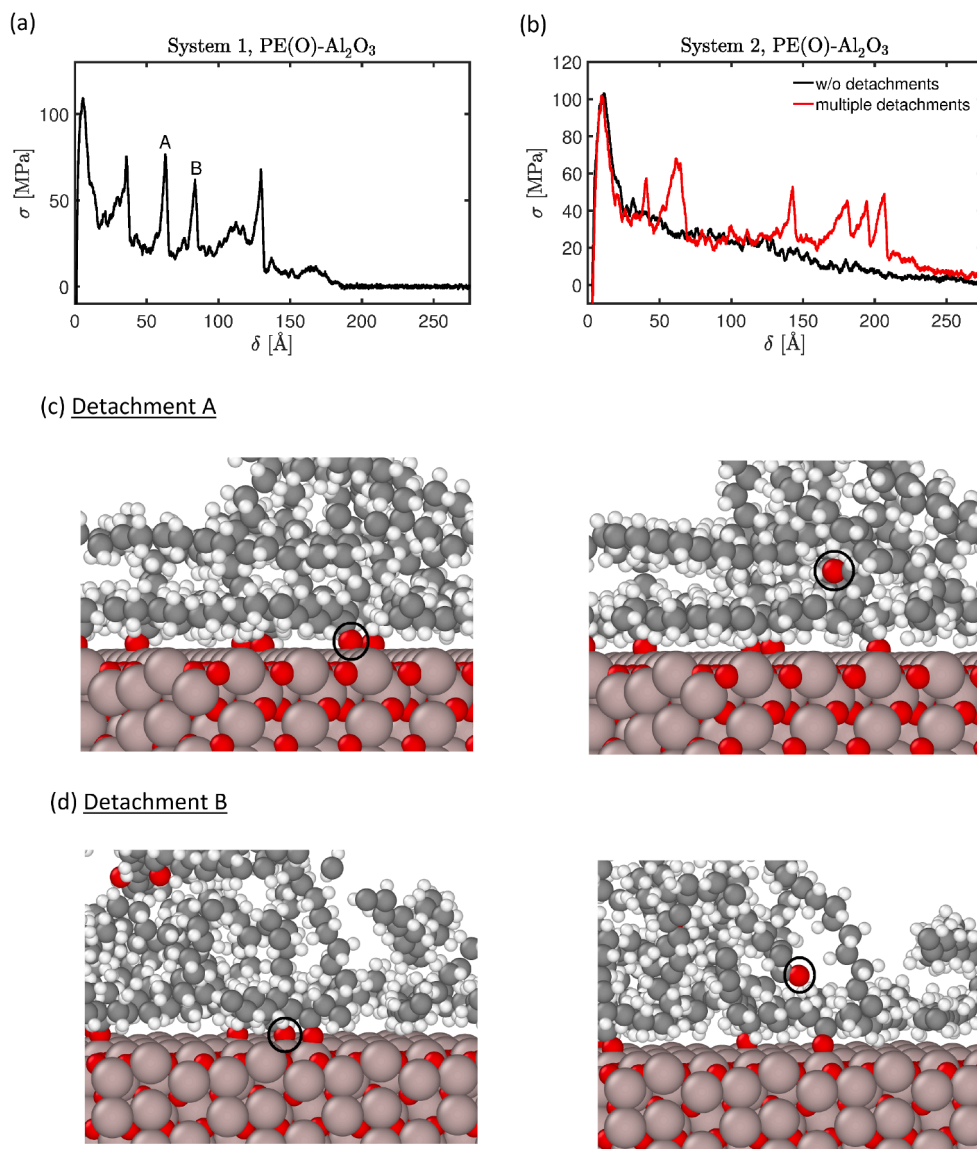 (a)
System 1, PE(O)-Al₂O₃
σ [MPa]
100
50
0
A
B
0 50 100 150 200 250
δ [Å]
(b)
System 2, PE(O)-Al₂O₃
w/o detachments
multiple detachments
σ [MPa]
120
100
80
60
40
20
0
0 50 100 150 200 250
δ [Å]
(c) Detachment A
(d) Detachment B